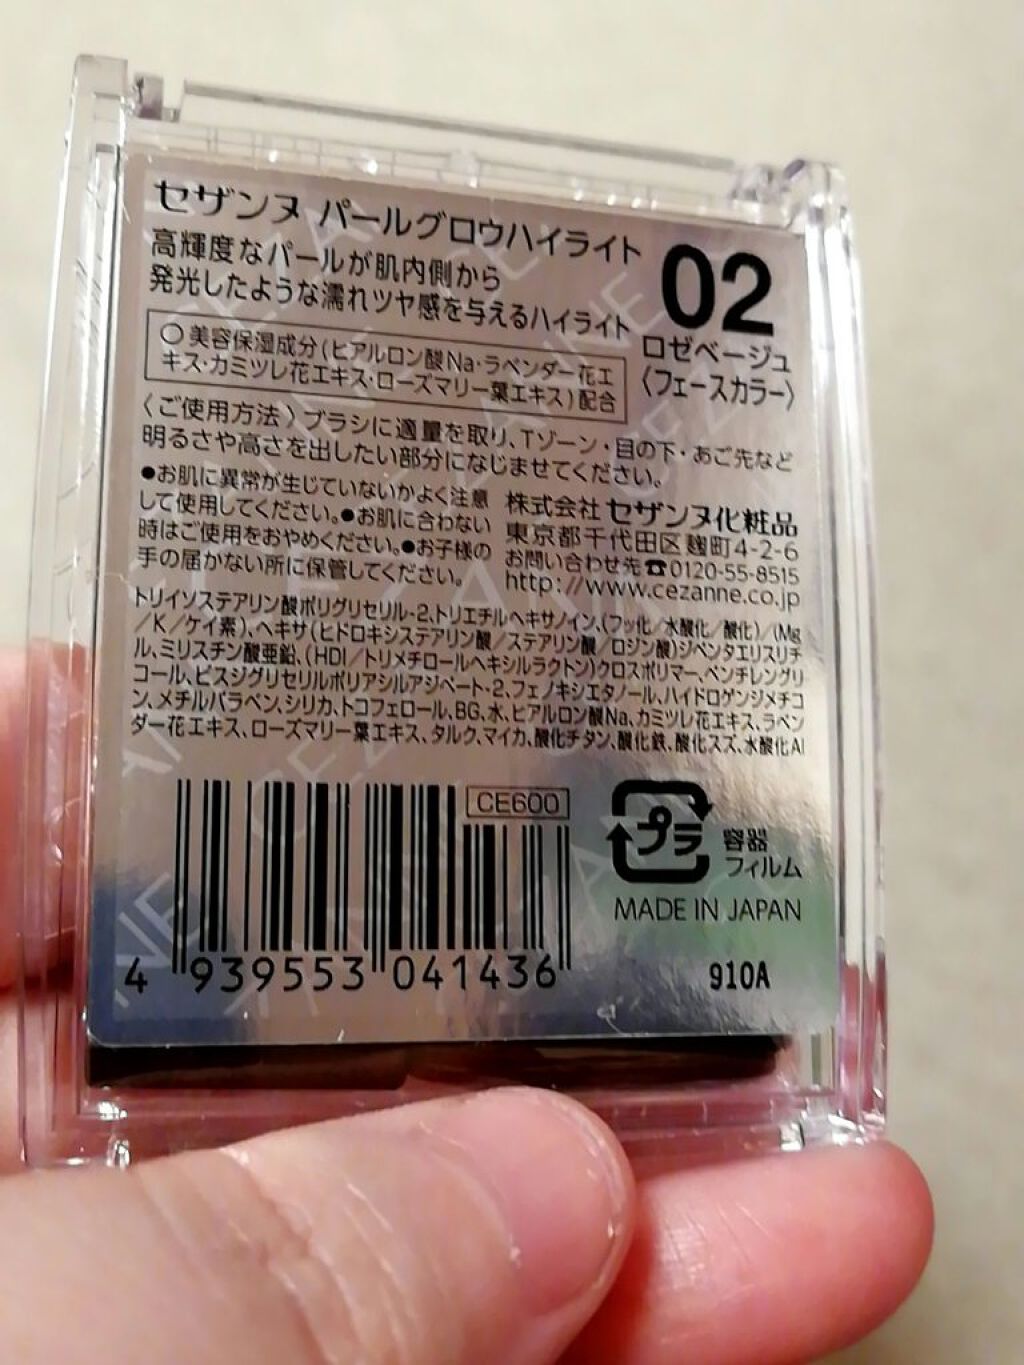 セザンヌ パールグロウハイライト
高輝度なパールが肌内側から
発光したような濡れツヤ感を与えるハイライト
02
ロゼベージュ
〈フェースカラー〉
○美容保湿成分(ヒアルロン酸Na・ラベンダー花エ
キス・カミツレ花エキス・ローズマリー葉エキス)配合
〈ご使用方法〉ブラシに適量を取り、Tゾーン・目の下・あご先など
明るさや高さを出したい部分になじませてください。
●お肌に異常が生じていないかよく注意
して使用してください。●お肌に合わない
時はご使用をおやめください。●お子様の
手の届かない所に保管してください。
株式会社 セザンヌ化粧品
東京都千代田区麹町4-2-6
お問い合わせ先☎0120-55-8515
http://www.cezanne.co.jp
トリイソステアリン酸ポリグリセリル-2、トリエチルヘキサノイン、(フッ化/水酸化/酸化)/(Mg
/K/ケイ素)、ヘキサ(ヒドロキシステアリン酸/ステアリン酸/ロジン酸)ジペンタエリスリチ
ル、ミリスチン酸亜鉛、(HDI/トリメチロールヘキシルラクトン)クロスポリマー、ペンチレングリ
コール、ビスジグリセリルポリアシルアジペート-2、フェノキシエタノール、ハイドロゲンジメチコ
ン、メチルパラベン、シリカ、トコフェロール、BG、水、ヒアルロン酸Na、カミツレ花エキス、ラベン
ダー花エキス、ローズマリー葉エキス、タルク、マイカ、酸化チタン、酸化鉄、酸化スズ、水酸化Al
CE600
プラ
容器
フィルム
MADE IN JAPAN
4 939553 041436
910A